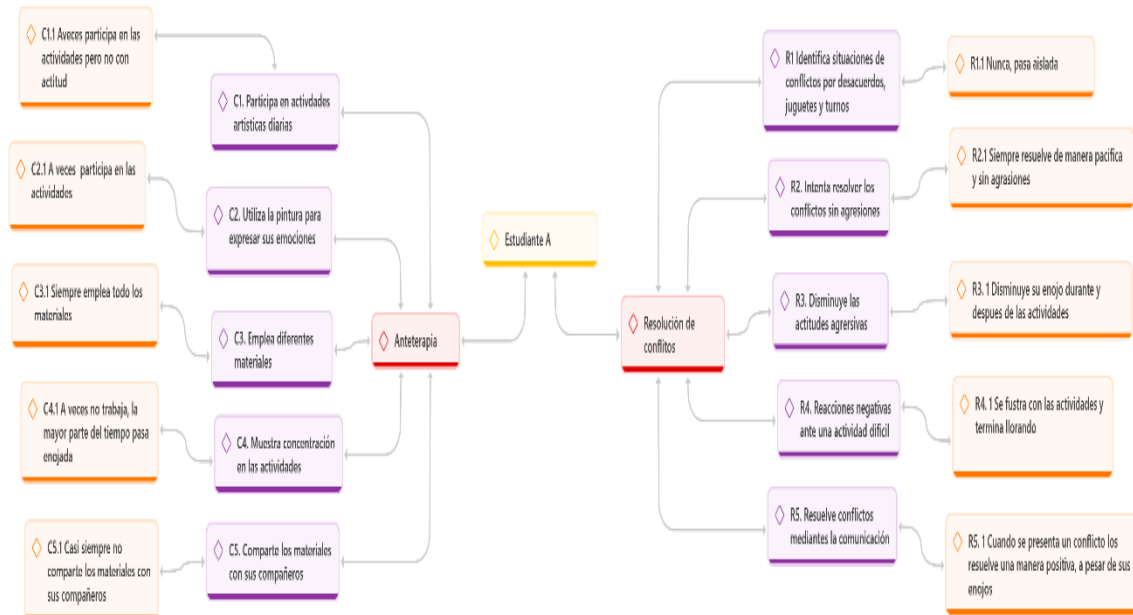 C1.1 Aveces participa en las
actividades pero no con
actitud
C1. Participa en actividades
artísticas diarias
C2.1 A veces participa en las
actividades
C2. Utiliza la pintura para
expresar sus emociones
C3.1 Siempre emplea todo los
materiales
C3. Emplea diferentes
materiales
C4.1 A veces no trabaja, la
mayor parte del tiempo pasa
enojada
C4. Muestra concentración
en las actividades
C5.1 Casi siempre no
comparte los materiales con
sus compañeros
C5. Comparte los materiales
con sus compañeros
Anteterapia
Estudiante A
Resolución de
conflitos
R1 Identifica situaciones de
conflictos por desacuerdos,
juguetes y turnos
R1.1 Nunca, pasa aislada
R2. Intenta resolver los
conflictos sin agresiones
R2.1 Siempre resuelve de manera pacífica
y sin agrasiones
R3. Disminuye las
actitudes agrersivas
R3. 1 Disminuye su enojo durante y
despues de las actividades
R4. Reacciones negativas
ante una actividad dificil
R4. 1 Se fustra con las actividades y
termina llorando
R5. Resuelve conflictos
mediantes la comunicación
R5. 1 Cuando se presenta un conflicto los
resuelve una manera positiva, a pesar de sus
enojos